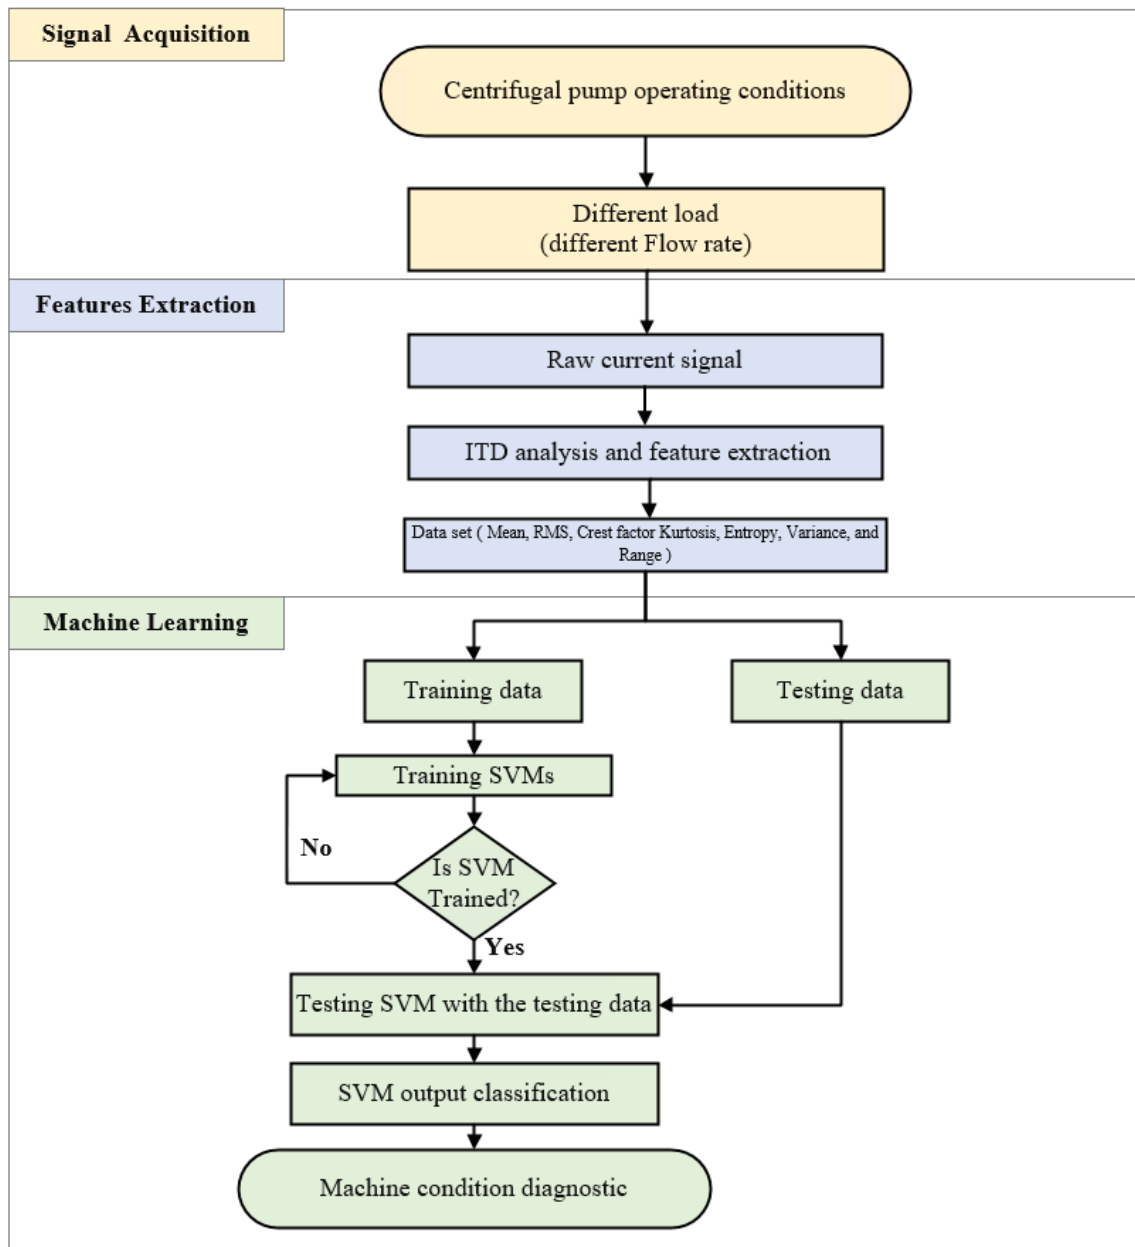 Signal Acquisition
Centrifugal pump operating conditions
Different load
(different Flow rate)
Features Extraction
Raw current signal
ITD analysis and feature extraction
Data set ( Mean, RMS, Crest factor Kurtosis, Entropy, Variance, and
Range )
Machine Learning
Training data
Testing data
Training SVMs
No
Is SVM
Trained?
Yes
Testing SVM with the testing data
SVM output classification
Machine condition diagnostic